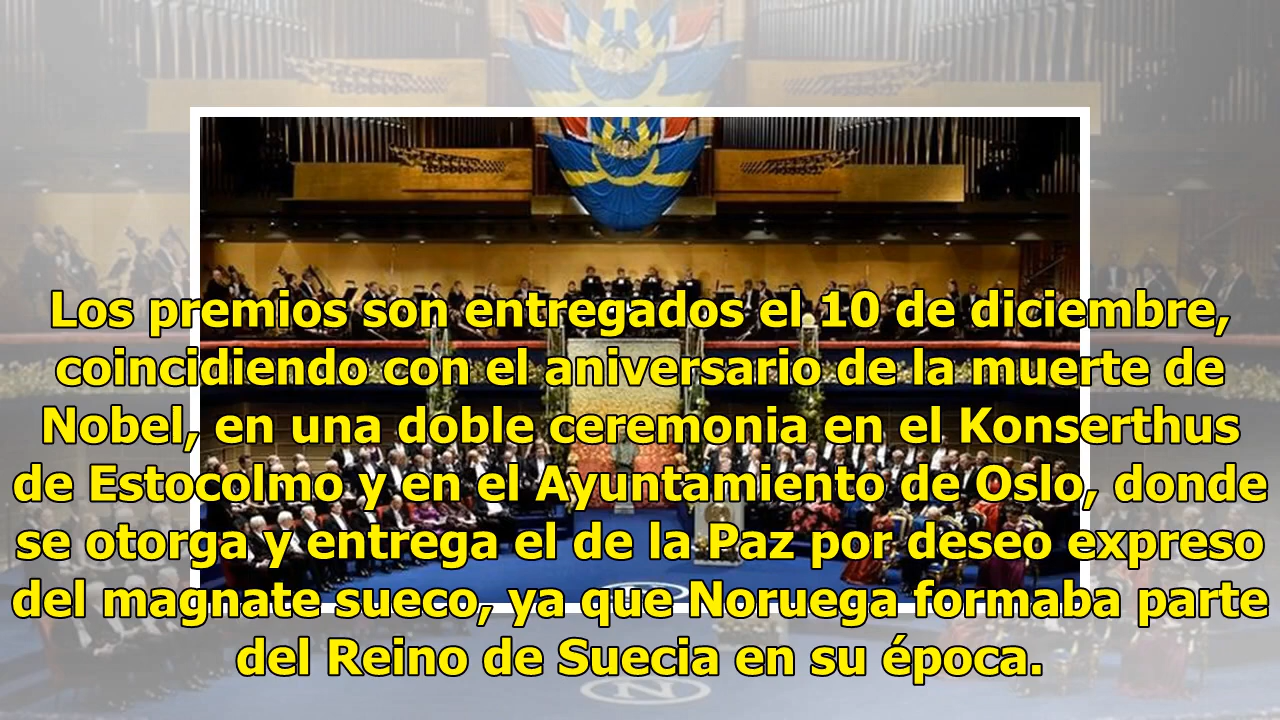 Los premios son entregados el 10 de diciembre,
coincidiendo con el aniversario de la muerte de
Nobel, en una doble ceremonia en el Konserthus
de Estocolmo y en el Ayuntamiento de Oslo, donde
se otorga y entrega el de la Paz por deseo expreso
del magnate sueco, ya que Noruega formaba parte
del Reino de Suecia en su época.
N